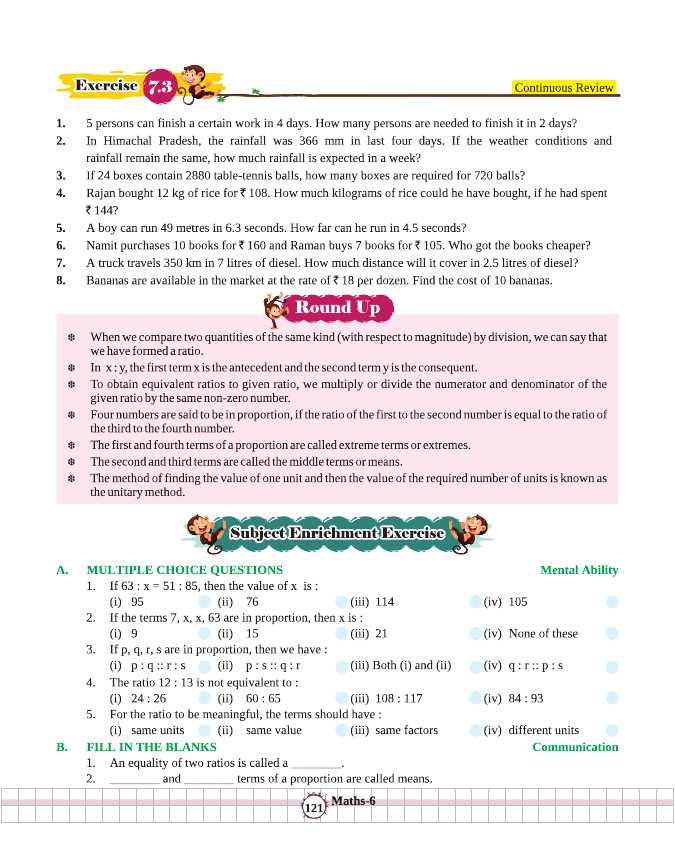 Exercise 7.3
Continuous Review
1. 5 persons can finish a certain work in 4 days. How many persons are needed to finish it in 2 days?
2. In Himachal Pradesh, the rainfall was 366 mm in last four days. If the weather conditions and
rainfall remain the same, how much rainfall is expected in a week?
3. If 24 boxes contain 2880 table-tennis balls, how many boxes are required for 720 balls?
4. Rajan bought 12 kg of rice for ₹ 108. How much kilograms of rice could he have bought, if he had spent
₹ 144?
5. A boy can run 49 metres in 6.3 seconds. How far can he run in 4.5 seconds?
6. Namit purchases 10 books for ₹ 160 and Raman buys 7 books for ₹ 105. Who got the books cheaper?
7. A truck travels 350 km in 7 litres of diesel. How much distance will it cover in 2.5 litres of diesel?
8. Bananas are available in the market at the rate of ₹ 18 per dozen. Find the cost of 10 bananas.
Round Up
❆ When we compare two quantities of the same kind (with respect to magnitude) by division, we can say that
we have formed a ratio.
❆ In x : y, the first term x is the antecedent and the second term y is the consequent.
❆ To obtain equivalent ratios to given ratio, we multiply or divide the numerator and denominator of the
given ratio by the same non-zero number.
❆ Four numbers are said to be in proportion, if the ratio of the first to the second number is equal to the ratio of
the third to the fourth number.
❆ The first and fourth terms of a proportion are called extreme terms or extremes.
❆ The second and third terms are called the middle terms or means.
❆ The method of finding the value of one unit and then the value of the required number of units is known as
the unitary method.
Subject Enrichment Exercise
A. MULTIPLE CHOICE QUESTIONS Mental Ability
1. If 63 : x = 51 : 85, then the value of x is :
(i) 95 (ii) 76 (iii) 114 (iv) 105
2. If the terms 7, x, x, 63 are in proportion, then x is :
(i) 9 (ii) 15 (iii) 21 (iv) None of these
3. If p, q, r, s are in proportion, then we have :
(i) p : q :: r : s (ii) p : s :: q : r (iii) Both (i) and (ii) (iv) q : r :: p : s
4. The ratio 12 : 13 is not equivalent to :
(i) 24 : 26 (ii) 60 : 65 (iii) 108 : 117 (iv) 84 : 93
5. For the ratio to be meaningful, the terms should have :
(i) same units (ii) same value (iii) same factors (iv) different units
B. FILL IN THE BLANKS Communication
1. An equality of two ratios is called a ________.
2. ________ and ________ terms of a proportion are called means.
121 Maths-6